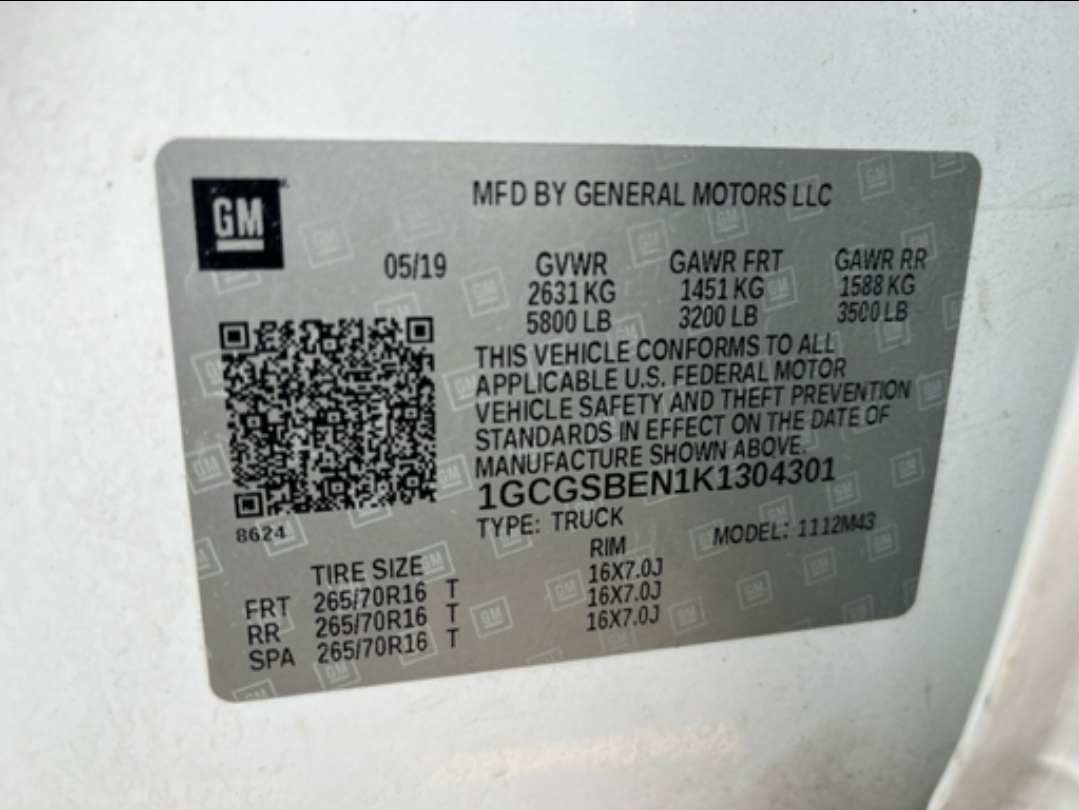 GM
MFD BY GENERAL MOTORS LLC
05/19
GVWR GAWR FRT GAWR RR
2631 KG 1451 KG 1588 KG
5800 LB 3200 LB 3500 LB
THIS VEHICLE CONFORMS TO ALL
APPLICABLE U.S. FEDERAL MOTOR
VEHICLE SAFETY AND THEFT PREVENTION
STANDARDS IN EFFECT ON THE DATE OF
MANUFACTURE SHOWN ABOVE.
1GCGSBEN1K1304301
8624
TYPE: TRUCK MODEL: 1112M43
TIRE SIZE RIM
FRT 265/70R16 T 16X7.0J
RR 265/70R16 T 16X7.0J
SPA 265/70R16 T 16X7.0J